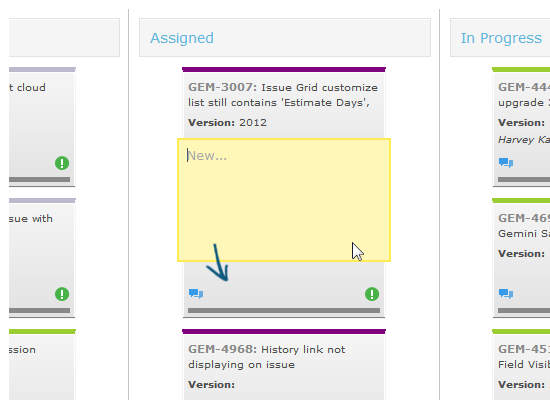 Assigned
In Progress
t cloud
sue with
ssion
GEM-3007: Issue Grid customize
list still contains 'Estimate Days',
Version: 2012
New...
GEM-4968: History link not
displaying on issue
Version:
GEM-444
upgrade
Version:
Harvey Ka
GEM-469
Gemini Sa
Version:
GEM-451
Field Visib
Version: